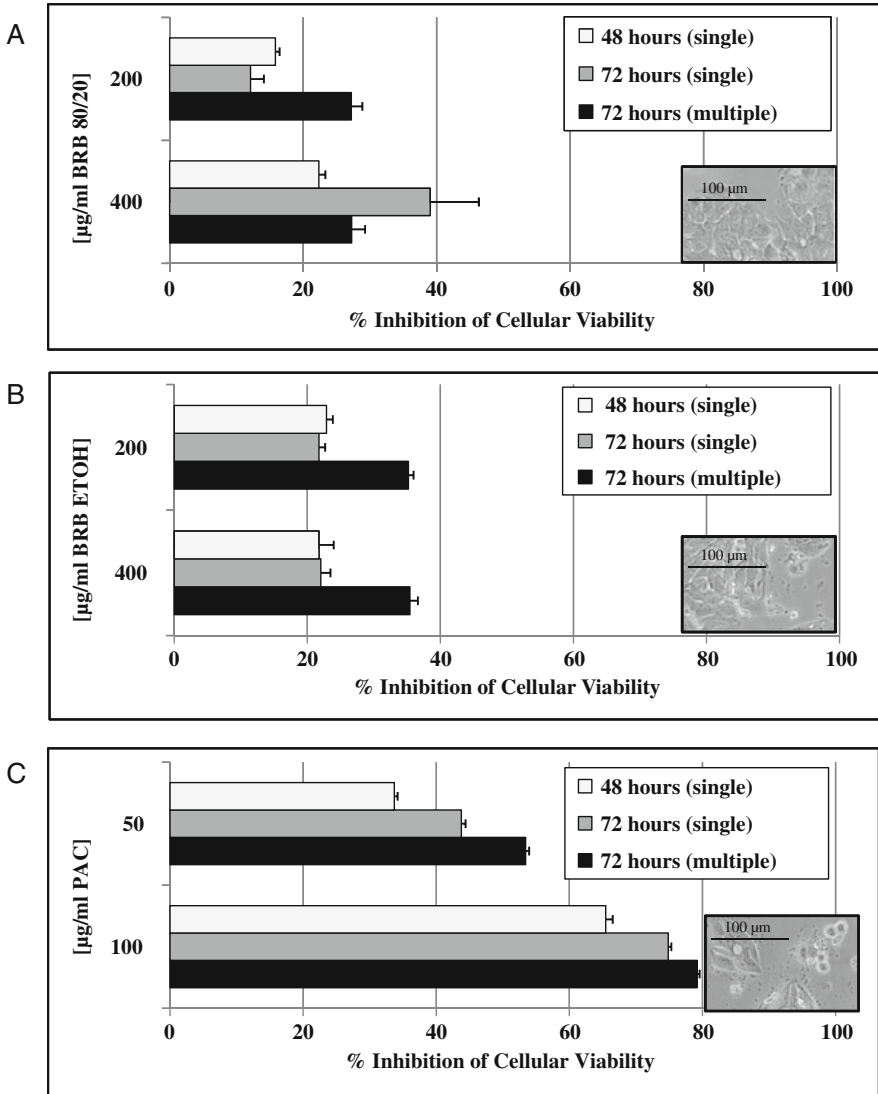 A
[µg/ml BRB 80/20]
200
400
48 hours (single)
72 hours (single)
72 hours (multiple)
100 µm
0 20 40 60 80 100
% Inhibition of Cellular Viability
B
[µg/ml BRB ETOH]
200
400
48 hours (single)
72 hours (single)
72 hours (multiple)
100 µm
0 20 40 60 80 100
% Inhibition of Cellular Viability
C
[µg/ml PAC]
50
100
48 hours (single)
72 hours (single)
72 hours (multiple)
100 µm
0 20 40 60 80 100
% Inhibition of Cellular Viability